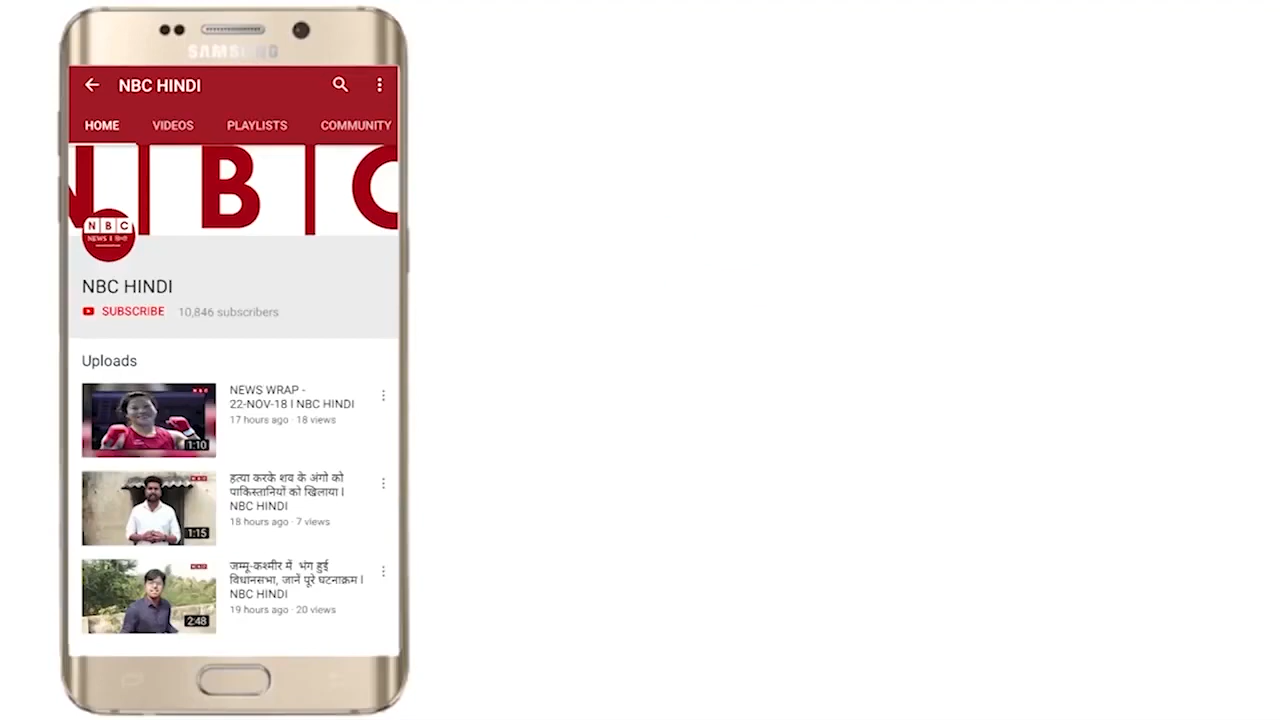 SAMSUNG
NBC HINDI
HOME VIDEOS PLAYLISTS COMMUNITY
N B C
N B C
NEWS I हिन्दी
NBC HINDI
SUBSCRIBE 10,846 subscribers
Uploads
NEWS WRAP -
22-NOV-18 I NBC HINDI
17 hours ago · 18 views
1:10
हत्या करके शव के अंगो को
पाकिस्तानियों को खिलाया I
NBC HINDI
18 hours ago · 7 views
1:15
जम्मू-कश्मीर में भंग हुई
विधानसभा, जानें पूरे घटनाक्रम I
NBC HINDI
19 hours ago · 20 views
2:48